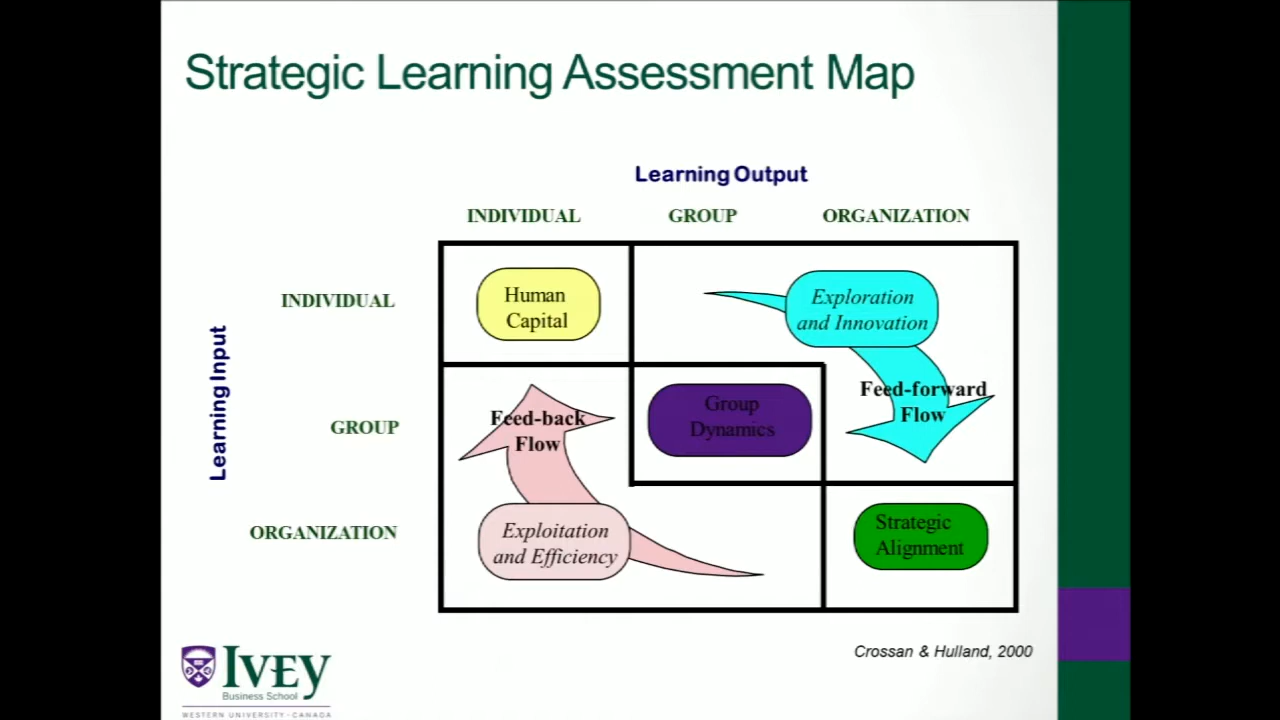 Strategic Learning Assessment Map
Learning Output
INDIVIDUAL
GROUP
ORGANIZATION
Learning Input
INDIVIDUAL
GROUP
ORGANIZATION
Human
Capital
Exploration
and Innovation
Feed-forward
Flow
Feed-back
Flow
Group
Dynamics
Exploitation
and Efficiency
Strategic
Alignment
Crossan & Hulland, 2000
IVEY
Business School
WESTERN UNIVERSITY · CANADA